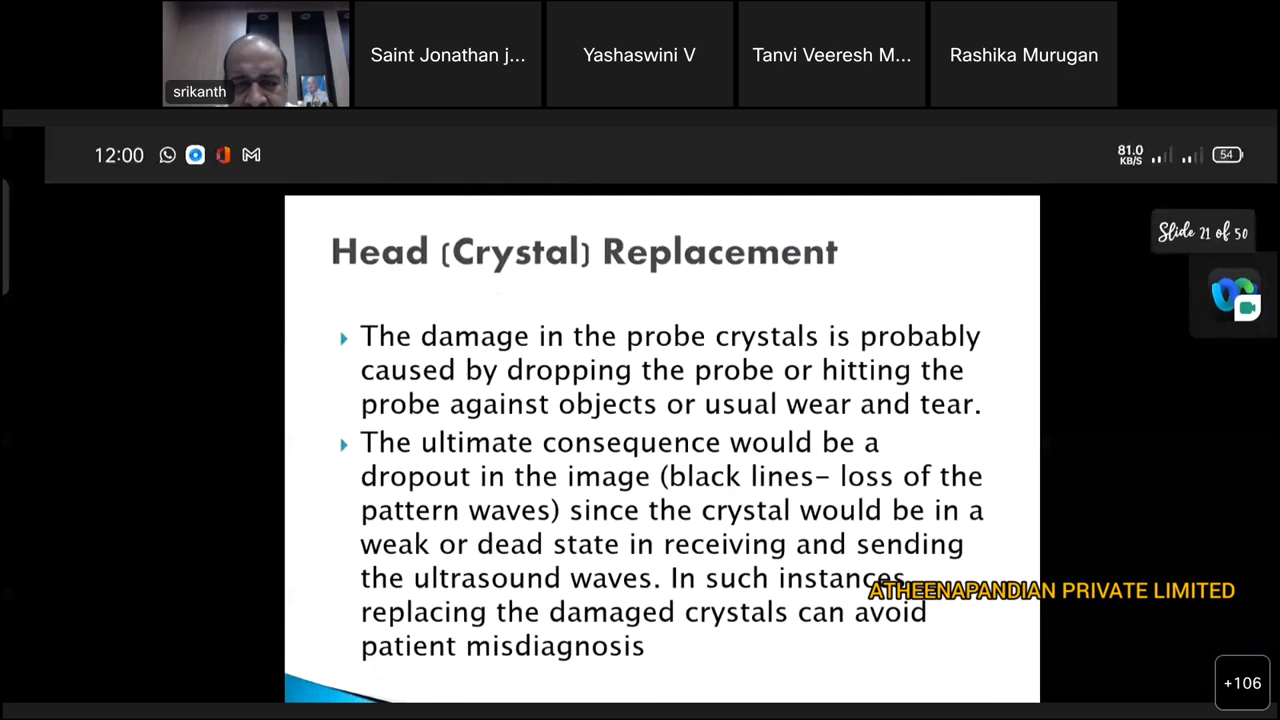 srikanth
Saint Jonathan j...
Yashaswini V
Tanvi Veeresh M...
Rashika Murugan
12:00
81.0
KB/S
54
Slide 21 of 50
Head (Crystal) Replacement
The damage in the probe crystals is probably
caused by dropping the probe or hitting the
probe against objects or usual wear and tear.
The ultimate consequence would be a
dropout in the image (black lines- loss of the
pattern waves) since the crystal would be in a
weak or dead state in receiving and sending
the ultrasound waves. In such instances
replacing the damaged crystals can avoid
patient misdiagnosis
ATHEENAPANDIAN PRIVATE LIMITED
+106